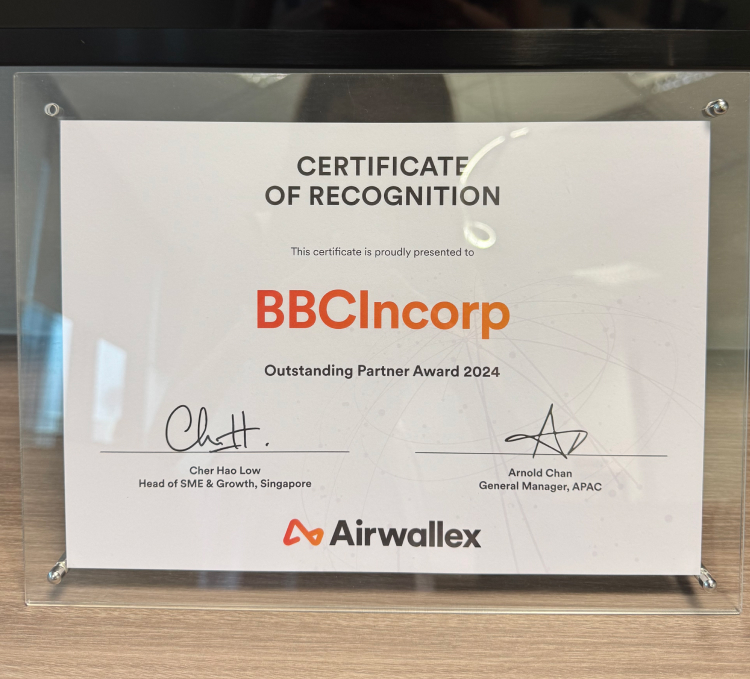 CERTIFICATE
OF RECOGNITION
This certificate is proudly presented to
BBCIncorp
Outstanding Partner Award 2024
Cher Hao Low
Head of SME & Growth, Singapore
Arnold Chan
General Manager, APAC
Airwallex